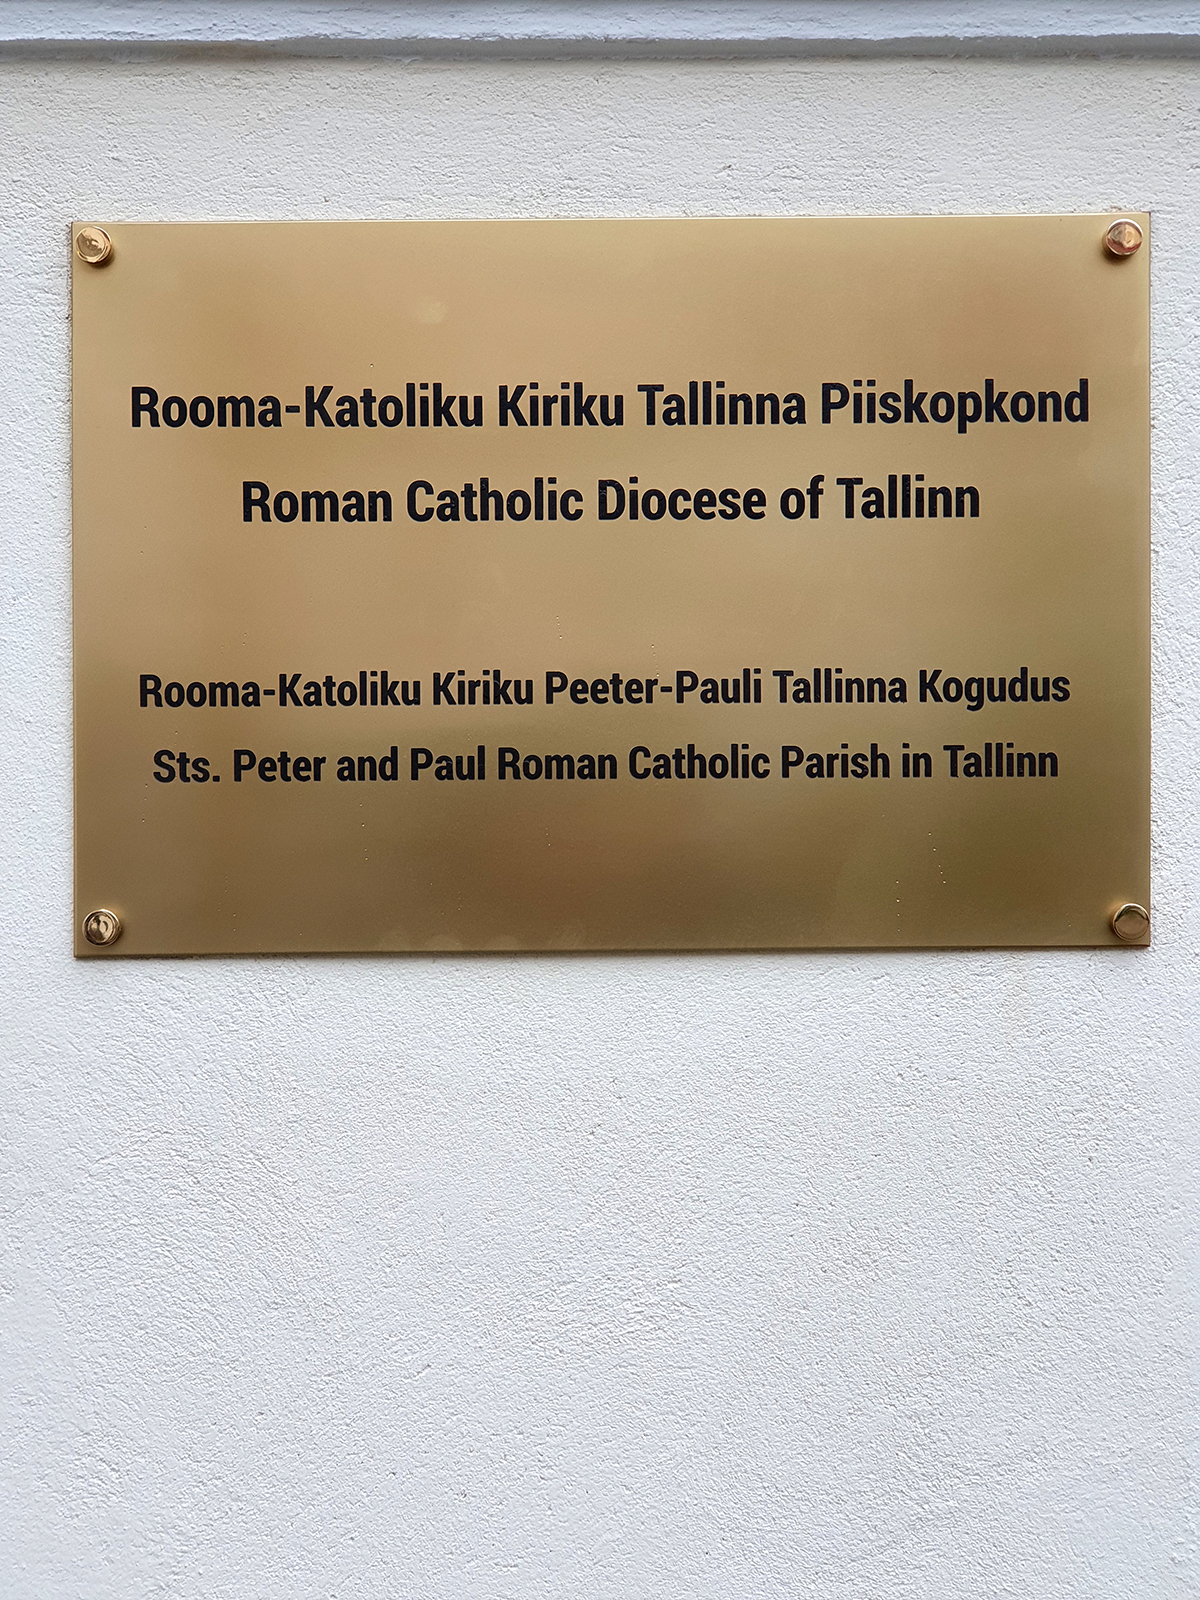 Rooma-Katoliku Kiriku Tallinna Piiskopkond
Roman Catholic Diocese of Tallinn
Rooma-Katoliku Kiriku Peeter-Pauli Tallinna Kogudus
Sts. Peter and Paul Roman Catholic Parish in Tallinn